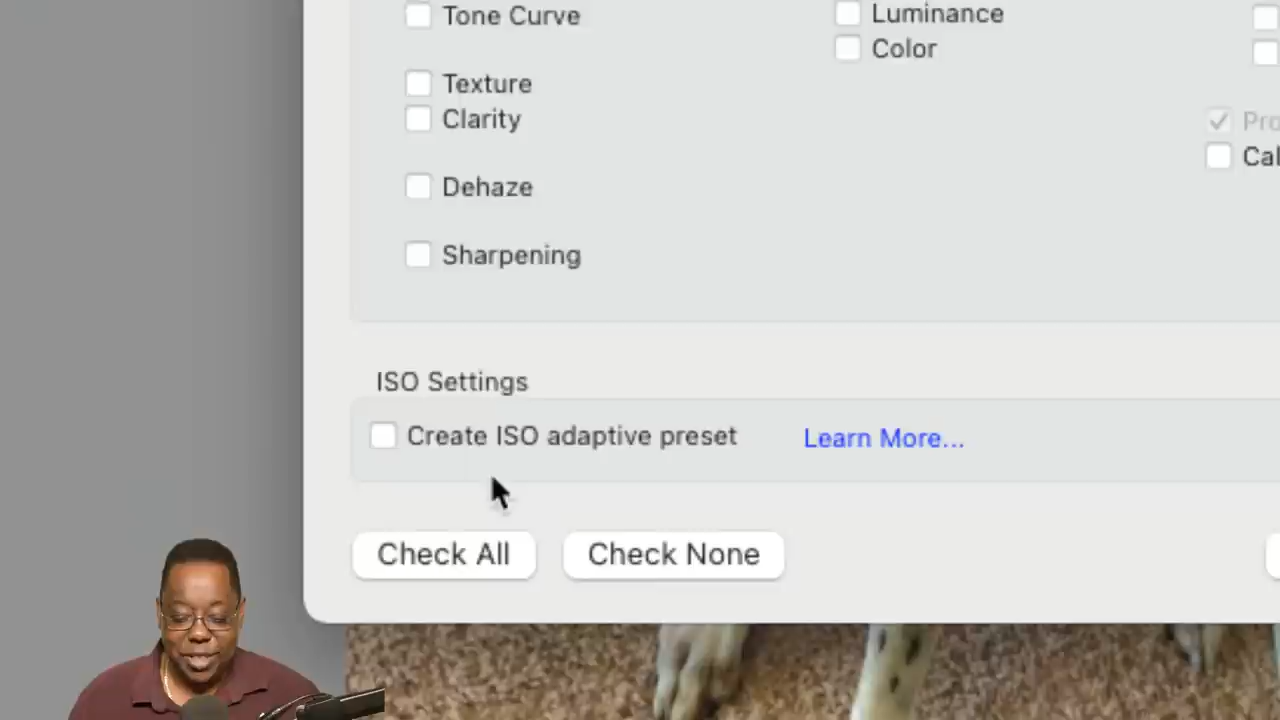 Tone Curve
Texture
Clarity
Dehaze
Sharpening
Luminance
Color
ISO Settings
Create ISO adaptive preset
Learn More...
Check All
Check None